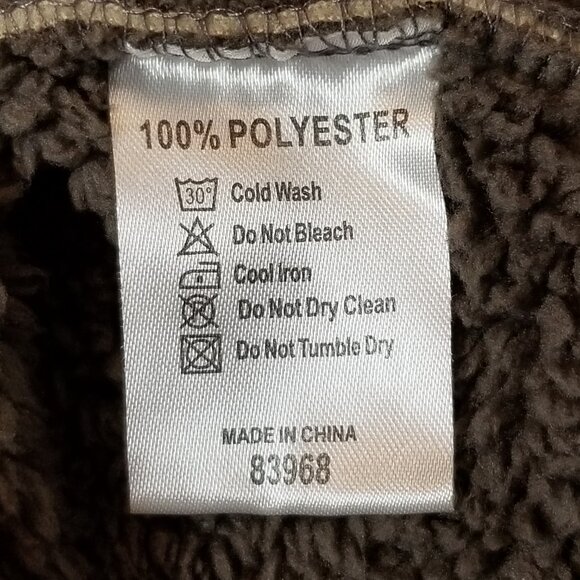 100% POLYESTER
30° Cold Wash
Do Not Bleach
Cool Iron
Do Not Dry Clean
Do Not Tumble Dry
MADE IN CHINA
83968